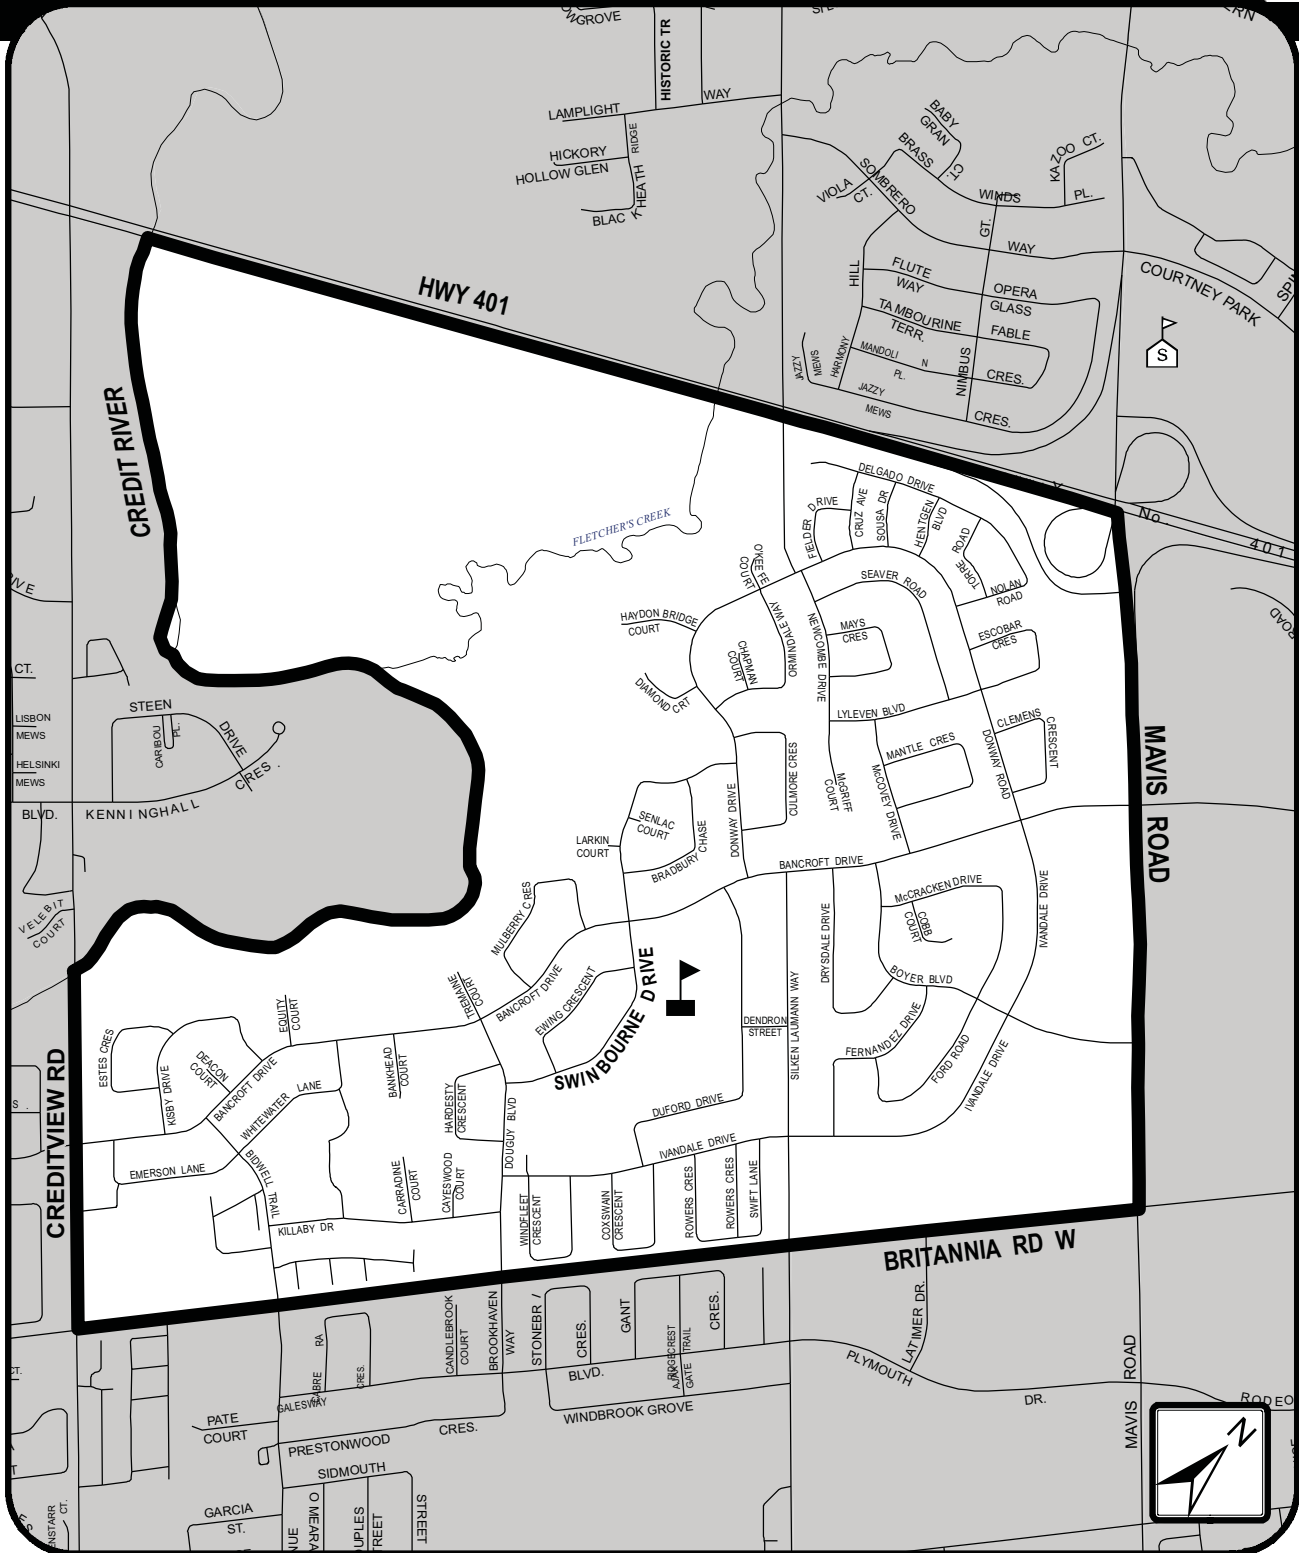 GROVE
HISTORIC TR
LAMPLIGHT
WAY
HICKORY
RIDGE
HOLLOW GLEN
HEATH
BLAC K
BABY
GRAN
BRASS
CT.
SOMBRERO
VIOLA
CT.
KAZOO CT.
WINDS
PL.
GT.
WAY
HILL
FLUTE
WAY
OPERA
GLASS
TAMBOURINE
TERR.
FABLE
MANDOLI N
PL.
CRES.
NIMBUS
HARMONY
JAZZY
MEWS
JAZZY
MEWS
CRES.
COURTNEY PARK
S
HWY 401
No.
401
ROAD
CREDIT RIVER
FLETCHER'S CREEK
DELGADO DRIVE
FIELDER DRIVE
CRUZ AVE
SOUSA DR
HENTGEN
BLVD
TORRE ROAD
NOLAN
ROAD
SEAVER ROAD
ESCOBAR
CRES
O'KEEFE
COURT
ORMINDALE WAY
NEWCOMBE DRIVE
MAYS
CRES
HAYDON BRIDGE
COURT
CHAPMAN
COURT
DIAMOND CRT
LYLEVEN BLVD
CLEMENS
CRESCENT
DONWAY ROAD
MANTLE CRES
McCOVEY DRIVE
McGRIFF
COURT
CULMORE CRES
DONWAY DRIVE
SENLAC
COURT
LARKIN
COURT
BRADBURY
CHASE
BANCROFT DRIVE
MAVIS ROAD
CT.
LISBON
MEWS
HELSINKI
MEWS
BLVD.
STEEN
DRIVE
CARIBOU
PL.
CRES.
KENNINGHALL
VELEBIT
COURT
MULBERRY CRES
McCRACKEN DRIVE
COBB
COURT
IVANDALE DRIVE
DRYSDALE DRIVE
BOYER BLVD
SWINBOURNE DRIVE
TREMAINE
COURT
BANCROFT DRIVE
EWING CRESCENT
SILKEN LAUMANN WAY
DENDRON
STREET
FERNANDEZ DRIVE
FORD ROAD
IVANDALE DRIVE
EQUITY
COURT
ESTES CRES
DEACON
COURT
KISBY DRIVE
BANCROFT DRIVE
WHITEWATER LANE
BANKHEAD
COURT
HARDESTY
CRESCENT
DOUGUY BLVD
DUFORD DRIVE
IVANDALE DRIVE
CREDITVIEW RD
EMERSON LANE
BIDWELL TRAIL
CARRADINE
COURT
CAYESWOOD
COURT
KILLABY DR
WINDFLEET
CRESCENT
COXSWAIN
CRESCENT
ROWERS CRES
ROWERS CRES
SWIFT LANE
BRITANNIA RD W
CANDLEBROOK
COURT
BROOKHAVEN
WAY
STONEBR /
CRES.
GANT
CRES.
RIDGECREST
TRAIL
AJAX
GATE
LATIMER DR.
PLYMOUTH
DR.
MAVIS ROAD
RODEO
RA
CRES.
GALESWAY
BLVD.
WINDBROOK GROVE
PATE
COURT
PRESTONWOOD
CRES.
SIDMOUTH
STREET
GARCIA
ST.
O MEARA
N